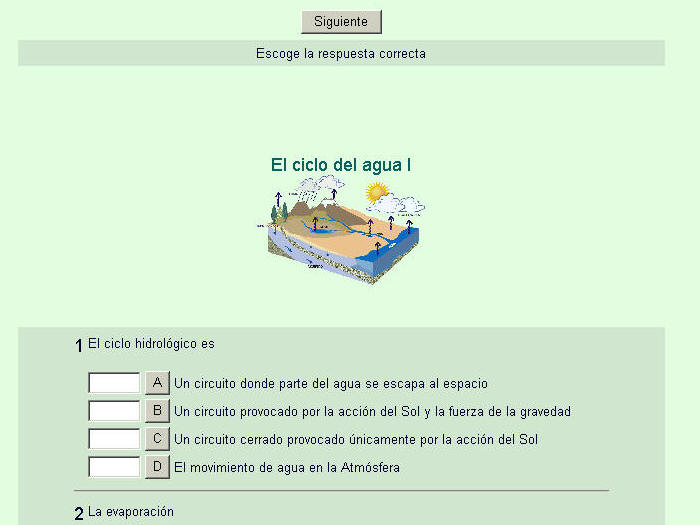 Siguiente
Escoge la respuesta correcta
El ciclo del agua I
1 El ciclo hidrológico es
A Un circuito donde parte del agua se escapa al espacio
B Un circuito provocado por la acción del Sol y la fuerza de la gravedad
C Un circuito cerrado provocado únicamente por la acción del Sol
D El movimiento de agua en la Atmósfera
2 La evaporación